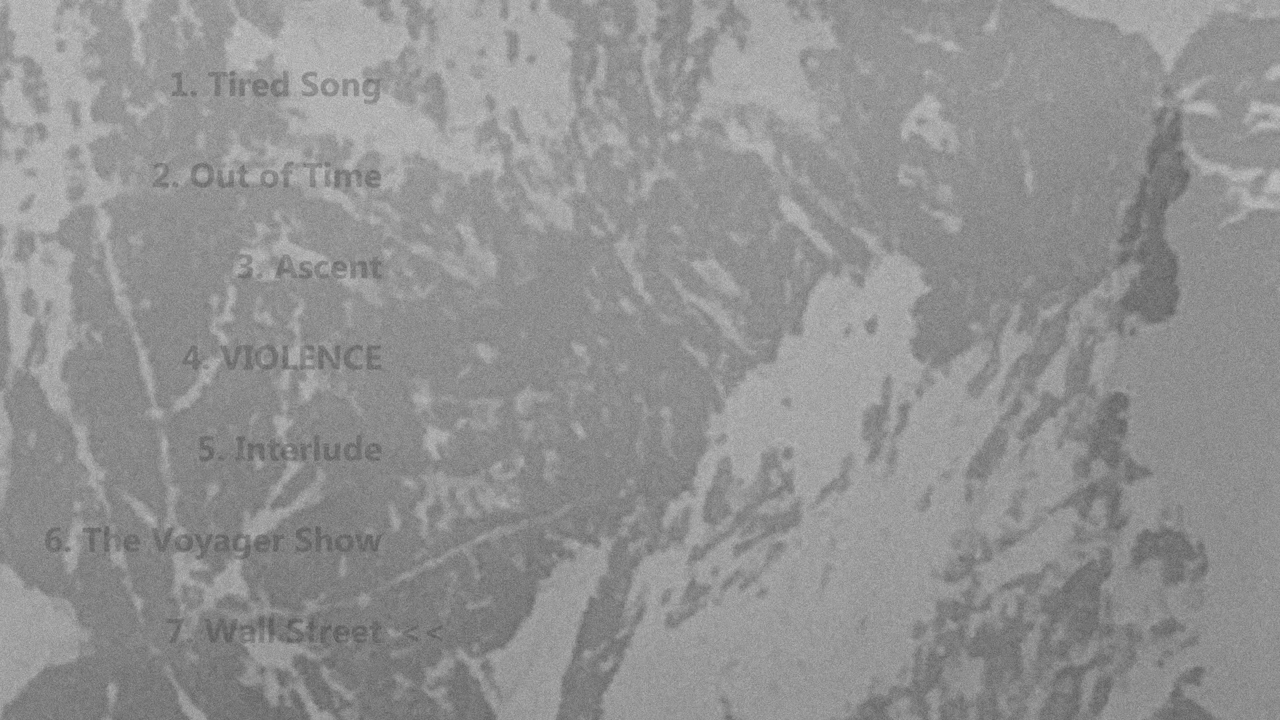 1. Tired Song
2. Out of Time
3. Ascent
4. VIOLENCE
5. Interlude
6. The Voyager Show
7. Wall Street <<